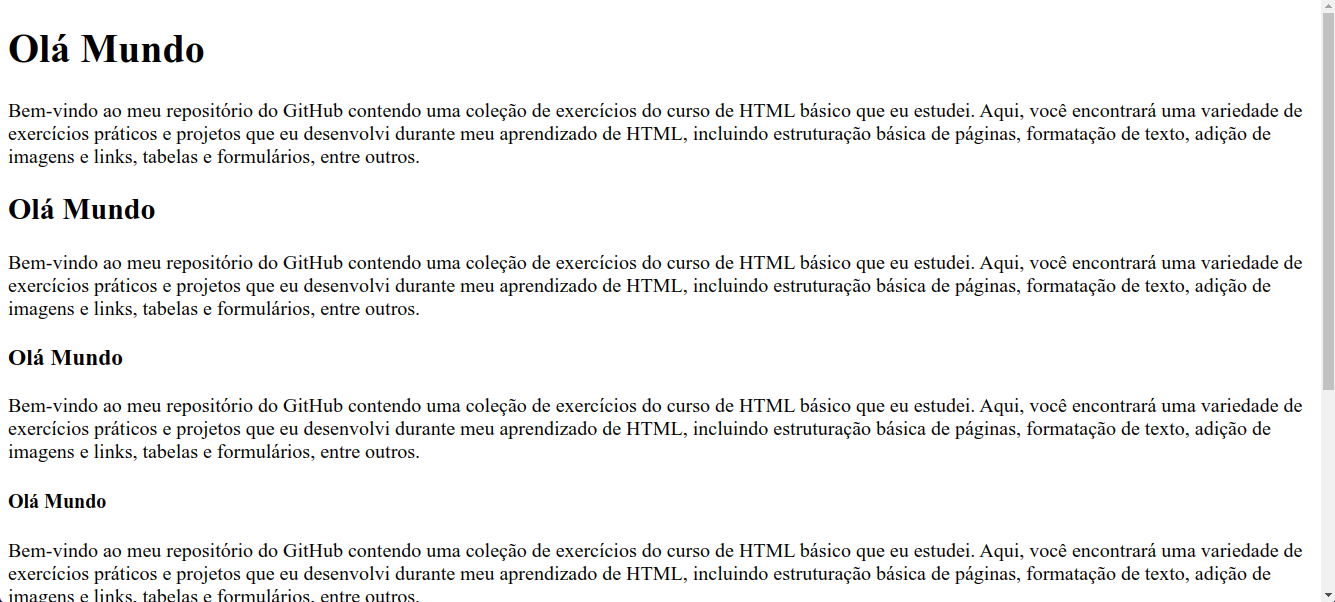 Olá Mundo
Bem-vindo ao meu repositório do GitHub contendo uma coleção de exercícios do curso de HTML básico que eu estudei. Aqui, você encontrará uma variedade de
exercícios práticos e projetos que eu desenvolvi durante meu aprendizado de HTML, incluindo estruturação básica de páginas, formatação de texto, adição de
imagens e links, tabelas e formulários, entre outros.
Olá Mundo
Bem-vindo ao meu repositório do GitHub contendo uma coleção de exercícios do curso de HTML básico que eu estudei. Aqui, você encontrará uma variedade de
exercícios práticos e projetos que eu desenvolvi durante meu aprendizado de HTML, incluindo estruturação básica de páginas, formatação de texto, adição de
imagens e links, tabelas e formulários, entre outros.
Olá Mundo
Bem-vindo ao meu repositório do GitHub contendo uma coleção de exercícios do curso de HTML básico que eu estudei. Aqui, você encontrará uma variedade de
exercícios práticos e projetos que eu desenvolvi durante meu aprendizado de HTML, incluindo estruturação básica de páginas, formatação de texto, adição de
imagens e links, tabelas e formulários, entre outros.
Olá Mundo
Bem-vindo ao meu repositório do GitHub contendo uma coleção de exercícios do curso de HTML básico que eu estudei. Aqui, você encontrará uma variedade de
exercícios práticos e projetos que eu desenvolvi durante meu aprendizado de HTML, incluindo estruturação básica de páginas, formatação de texto, adição de
imagens e links, tabelas e formulários, entre outros.